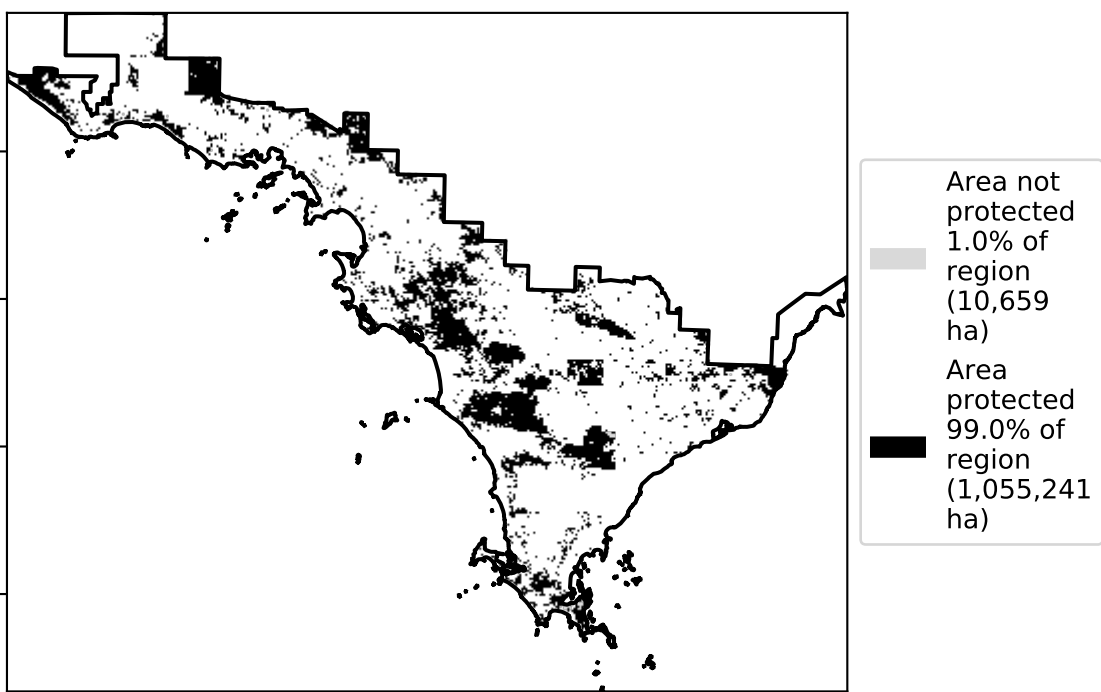 Area not
protected
1.0% of
region
(10,659
ha)
Area
protected
99.0% of
region
(1,055,241
ha)